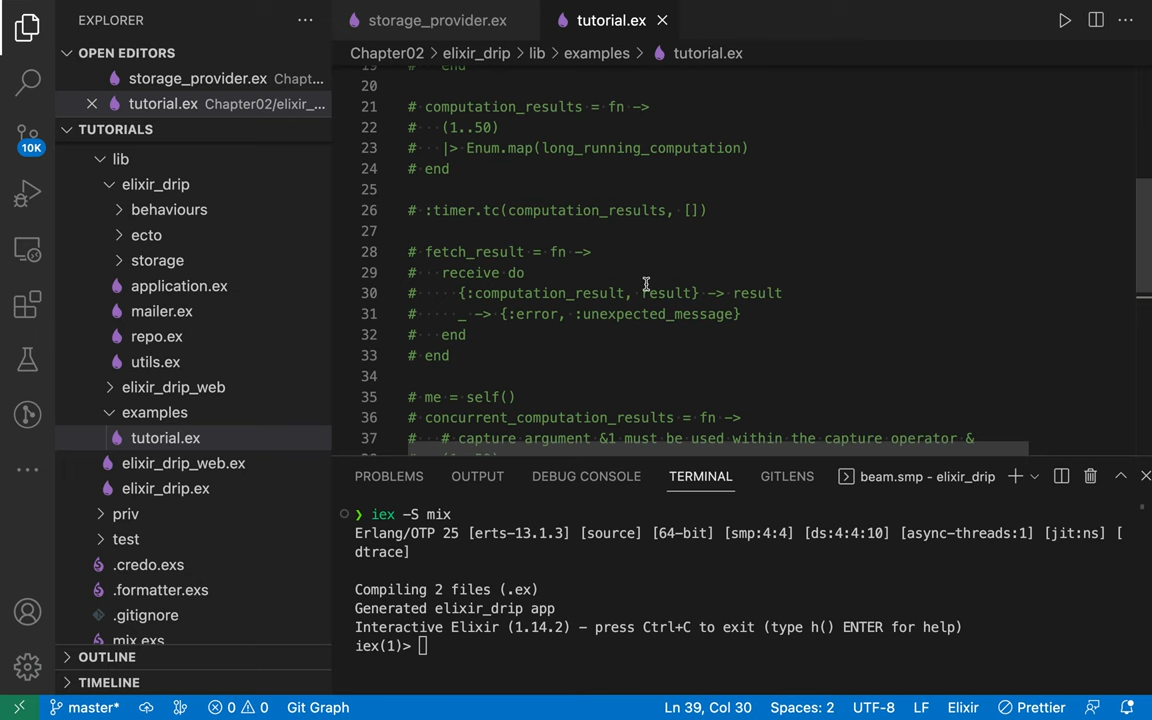 EXPLORER
OPEN EDITORS
storage_provider.ex Chapt...
tutorial.ex Chapter02/elixir_...
TUTORIALS
lib
elixir_drip
behaviours
ecto
storage
application.ex
mailer.ex
repo.ex
utils.ex
elixir_drip_web
examples
tutorial.ex
elixir_drip_web.ex
elixir_drip.ex
priv
test
.credo.exs
.formatter.exs
.gitignore
mix.exs
OUTLINE
TIMELINE
10K
storage_provider.ex
tutorial.ex
Chapter02 > elixir_drip > lib > examples > tutorial.ex
19 # end
20
21 # computation_results = fn ->
22 #   (1..50)
23 #   |> Enum.map(long_running_computation)
24 # end
25
26 # :timer.tc(computation_results, [])
27
28 # fetch_result = fn ->
29 #   receive do
30 #     {:computation_result, result} -> result
31 #     _ -> {:error, :unexpected_message}
32 #   end
33 # end
34
35 # me = self()
36 # concurrent_computation_results = fn ->
37 #   # capture argument &1 must be used within the capture operator &
PROBLEMS OUTPUT DEBUG CONSOLE TERMINAL GITLENS beam.smp - elixir_drip
❯ iex -S mix
Erlang/OTP 25 [erts-13.1.3] [source] [64-bit] [smp:4:4] [ds:4:4:10] [async-threads:1] [jit:ns] [
dtrace]
Compiling 2 files (.ex)
Generated elixir_drip app
Interactive Elixir (1.14.2) - press Ctrl+C to exit (type h() ENTER for help)
iex(1)>
master* 0 0 Git Graph Ln 39, Col 30 Spaces: 2 UTF-8 LF Elixir Prettier